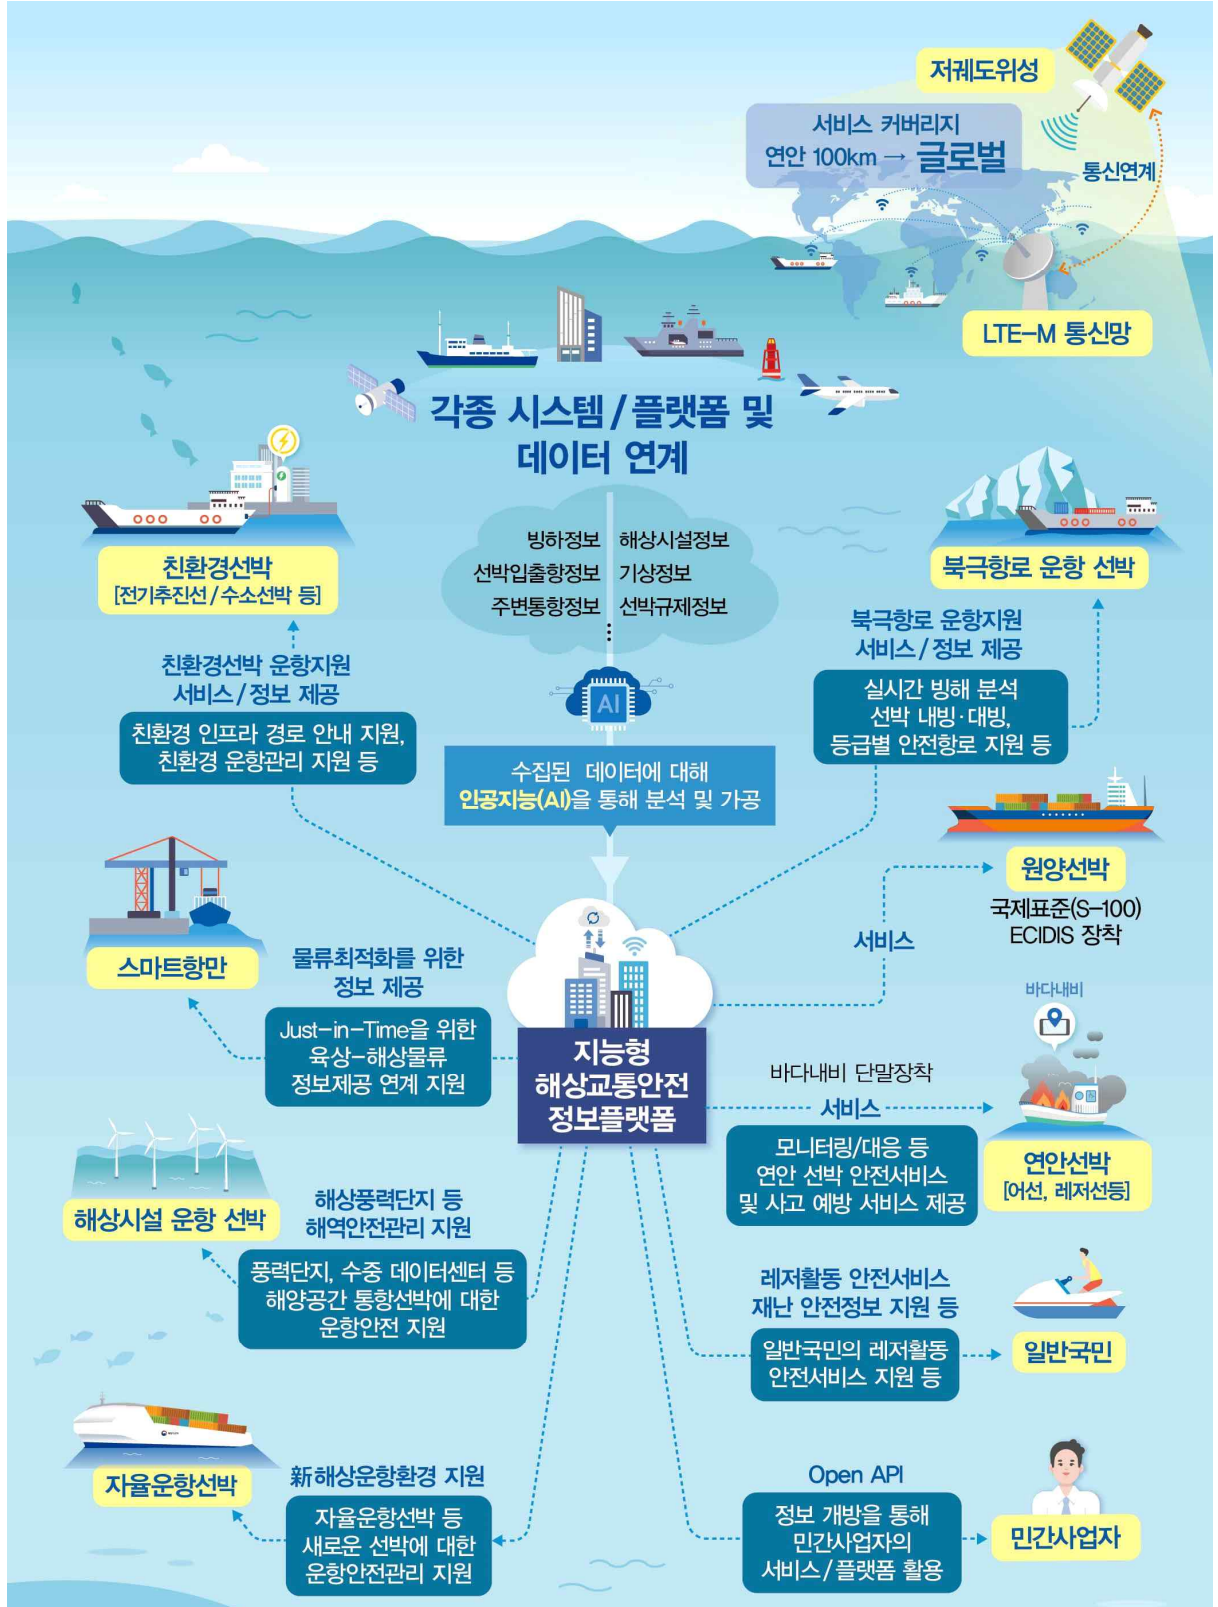 저궤도위성
서비스 커버리지
연안 100km → 글로벌
통신연계
LTE-M 통신망
각종 시스템/플랫폼 및
데이터 연계
빙하정보 해상시설정보
선박입출항정보 기상정보
주변통항정보 선박규제정보
⋮
AI
수집된 데이터에 대해
인공지능(AI)을 통해 분석 및 가공
친환경선박
[전기추진선/수소선박 등]
친환경선박 운항지원
서비스/정보 제공
친환경 인프라 경로 안내 지원,
친환경 운항관리 지원 등
북극항로 운항 선박
북극항로 운항지원
서비스/정보 제공
실시간 빙해 분석
선박 내빙·대빙,
등급별 안전항로 지원 등
원양선박
국제표준(S-100)
ECIDIS 장착
서비스
스마트항만
물류최적화를 위한
정보 제공
Just-in-Time을 위한
육상-해상물류
정보제공 연계 지원
지능형
해상교통안전
정보플랫폼
바다내비
바다내비 단말장착
서비스
모니터링/대응 등
연안 선박 안전서비스
및 사고 예방 서비스 제공
연안선박
[어선, 레저선등]
해상시설 운항 선박
해상풍력단지 등
해역안전관리 지원
풍력단지, 수중 데이터센터 등
해양공간 통항선박에 대한
운항안전 지원
레저활동 안전서비스
재난 안전정보 지원 등
일반국민의 레저활동
안전서비스 지원 등
일반국민
자율운항선박
新해상운항환경 지원
자율운항선박 등
새로운 선박에 대한
운항안전관리 지원
Open API
정보 개방을 통해
민간사업자의
서비스/플랫폼 활용
민간사업자